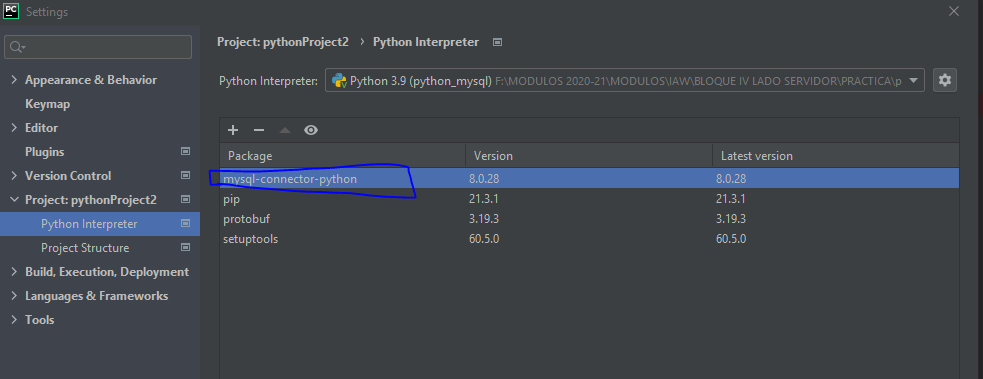 PC Settings
Project: pythonProject2 › Python Interpreter
Appearance & Behavior
Python Interpreter: Python 3.9 (python_mysql) F:\MODULOS 2020-21\MODULOS\IAW\BLOQUE IV LADO SERVIDOR\PRACTICA\p
Keymap
Editor
Plugins
Version Control
Project: pythonProject2
Python Interpreter
Project Structure
Build, Execution, Deployment
Languages & Frameworks
Tools
Package Version Latest version
mysql-connector-python 8.0.28 8.0.28
pip 21.3.1 21.3.1
protobuf 3.19.3 3.19.3
setuptools 60.5.0 60.5.0